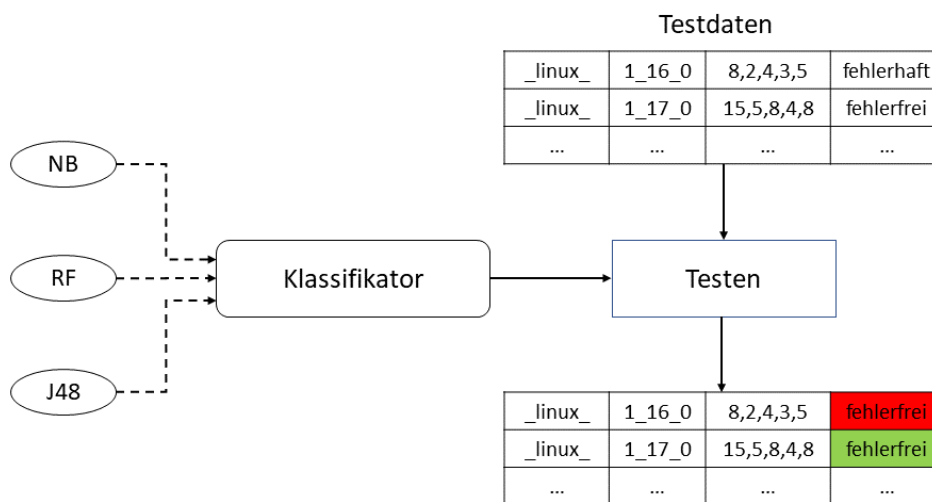 Testdaten
_linux_ 1_16_0 8,2,4,3,5 fehlerhaft
_linux_ 1_17_0 15,5,8,4,8 fehlerfrei
... ... ... ...
NB
RF
J48
Klassifikator
Testen
_linux_ 1_16_0 8,2,4,3,5 fehlerfrei
_linux_ 1_17_0 15,5,8,4,8 fehlerfrei
... ... ... ...